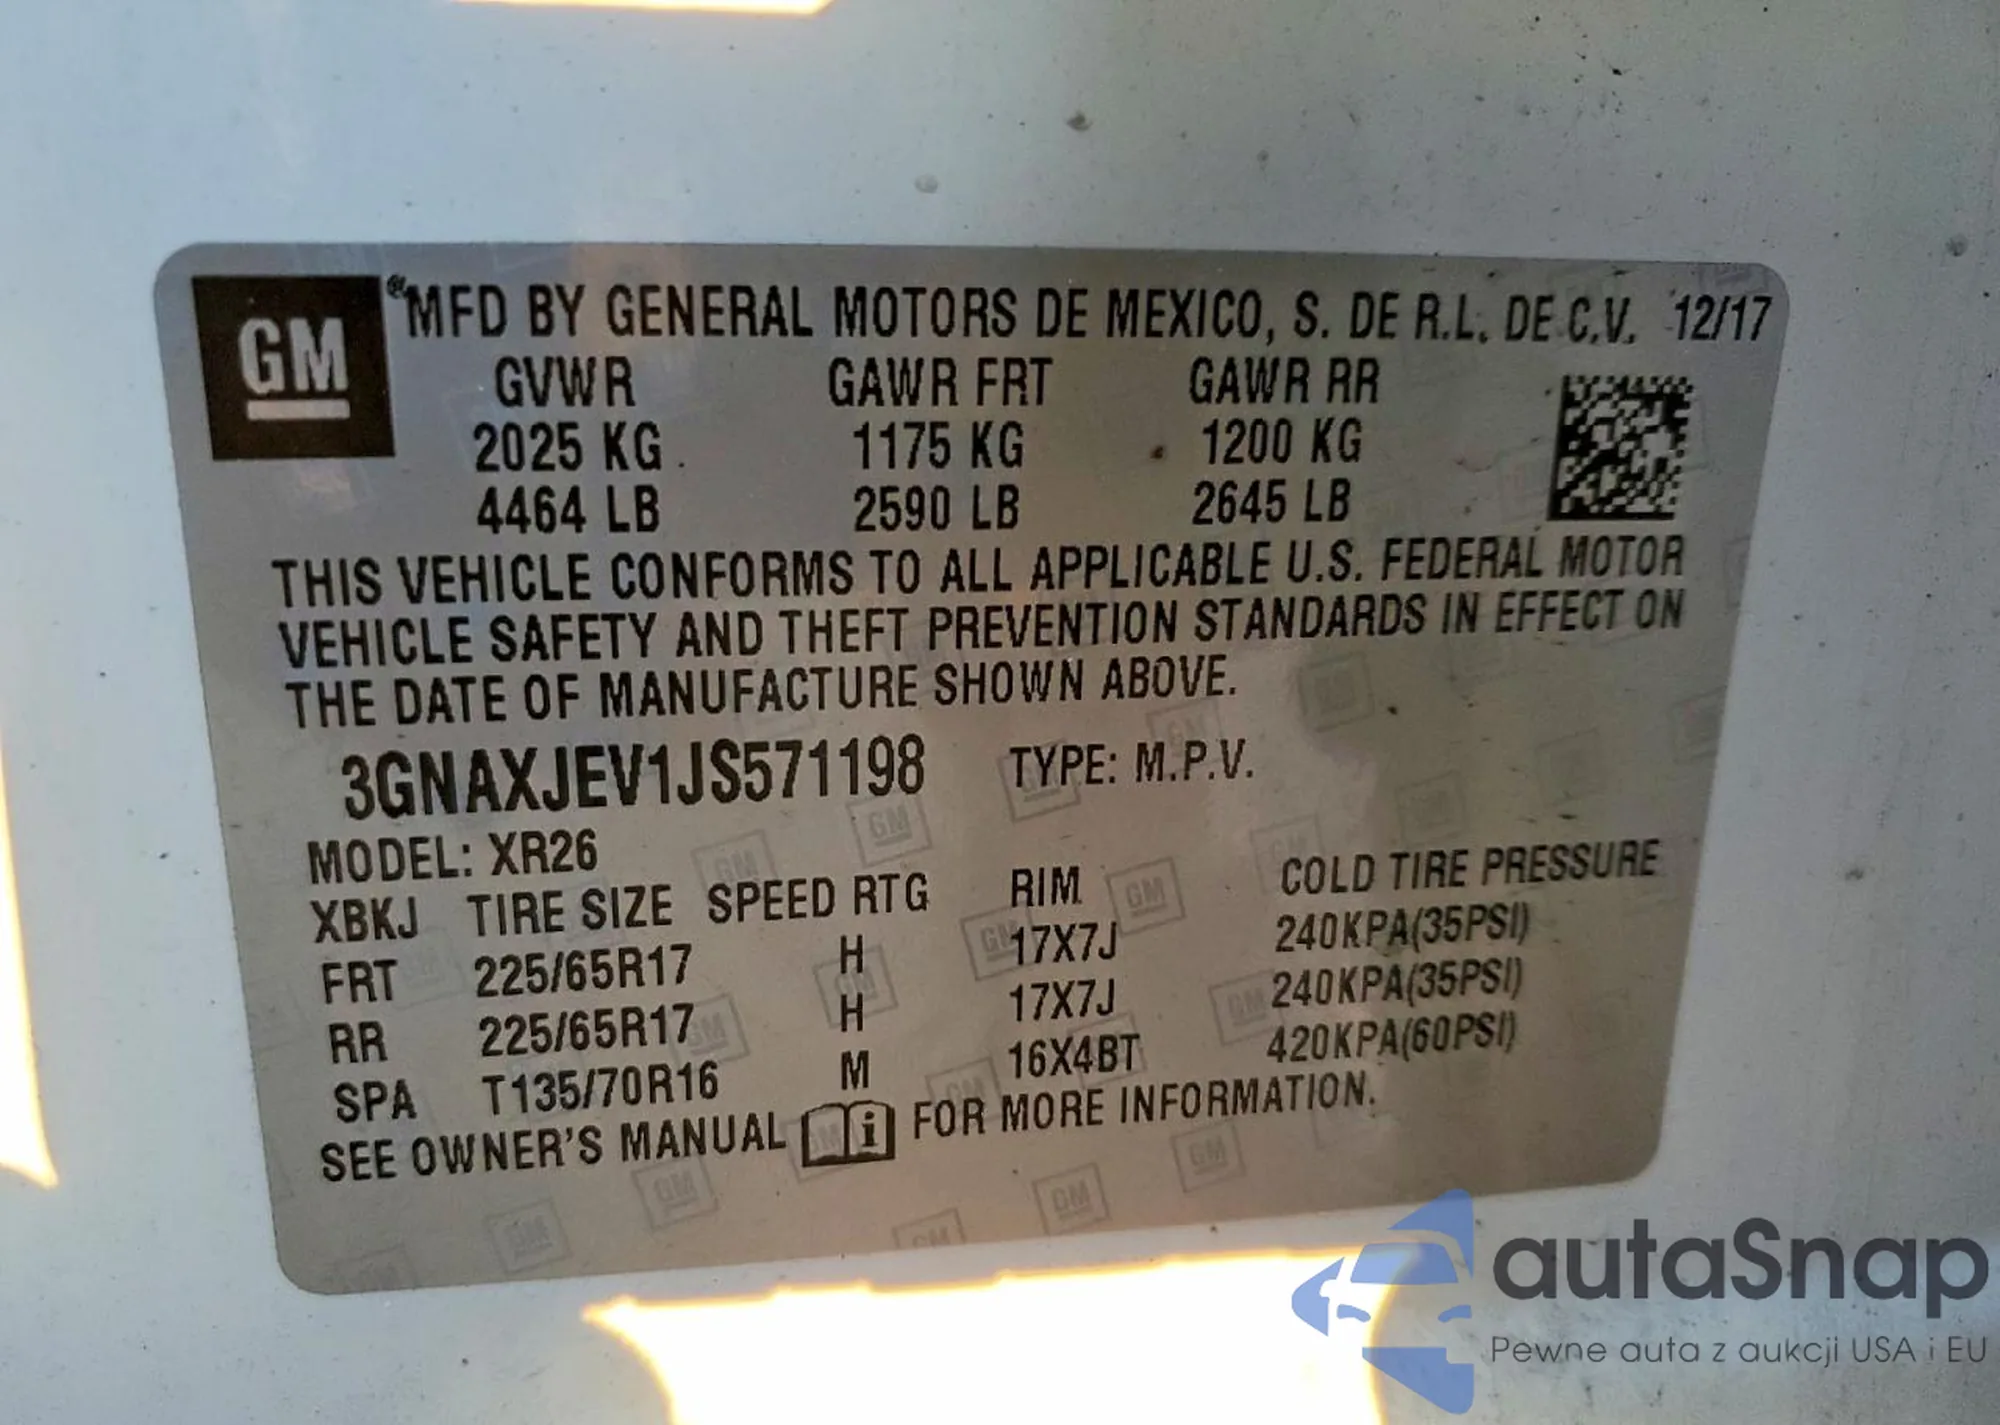 GM
®MFD BY GENERAL MOTORS DE MEXICO, S. DE R.L. DE C.V. 12/17
GVWR GAWR FRT GAWR RR
2025 KG 1175 KG 1200 KG
4464 LB 2590 LB 2645 LB
THIS VEHICLE CONFORMS TO ALL APPLICABLE U.S. FEDERAL MOTOR
VEHICLE SAFETY AND THEFT PREVENTION STANDARDS IN EFFECT ON
THE DATE OF MANUFACTURE SHOWN ABOVE.
3GNAXJEV1JS571198 TYPE: M.P.V.
MODEL: XR26
XBKJ TIRE SIZE SPEED RTG RIM COLD TIRE PRESSURE
FRT 225/65R17 H 17X7J 240KPA(35PSI)
RR 225/65R17 H 17X7J 240KPA(35PSI)
SPA T135/70R16 M 16X4BT 420KPA(60PSI)
SEE OWNER'S MANUAL i FOR MORE INFORMATION.
autaSnap
Pewne auta z aukcji USA i EU